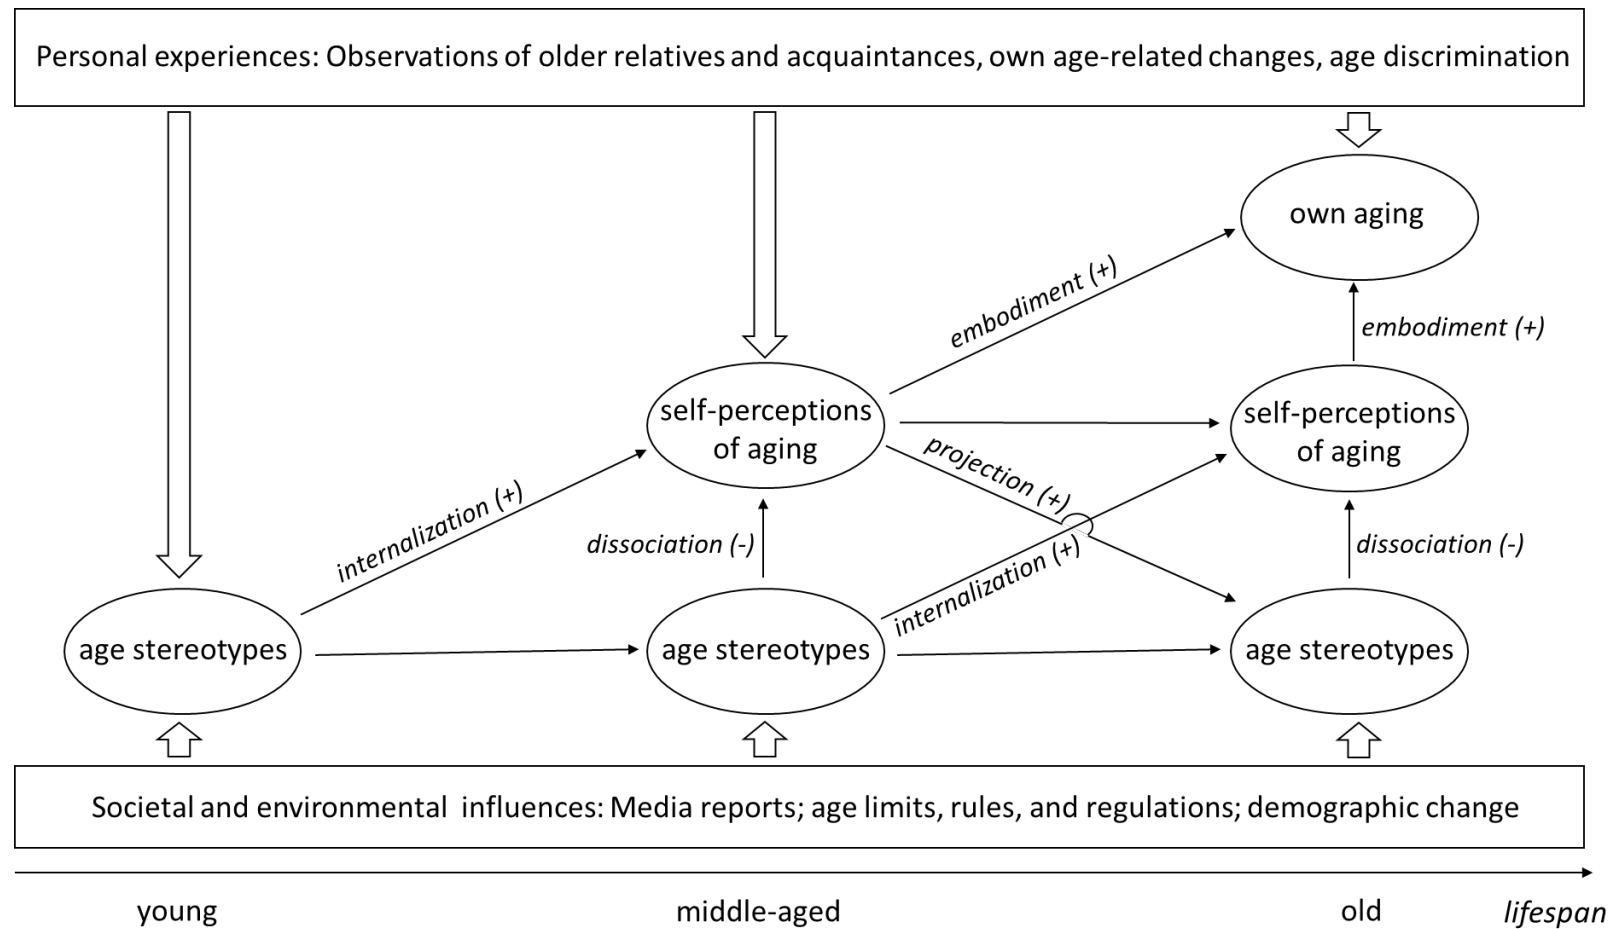 Personal experiences: Observations of older relatives and acquaintances, own age-related changes, age discrimination
own aging
embodiment (+)
embodiment (+)
self-perceptions
of aging
self-perceptions
of aging
projection (+)
internalization (+)
dissociation (-)
internalization (+)
dissociation (-)
age stereotypes
age stereotypes
age stereotypes
Societal and environmental influences: Media reports; age limits, rules, and regulations; demographic change
young
middle-aged
old
lifespan